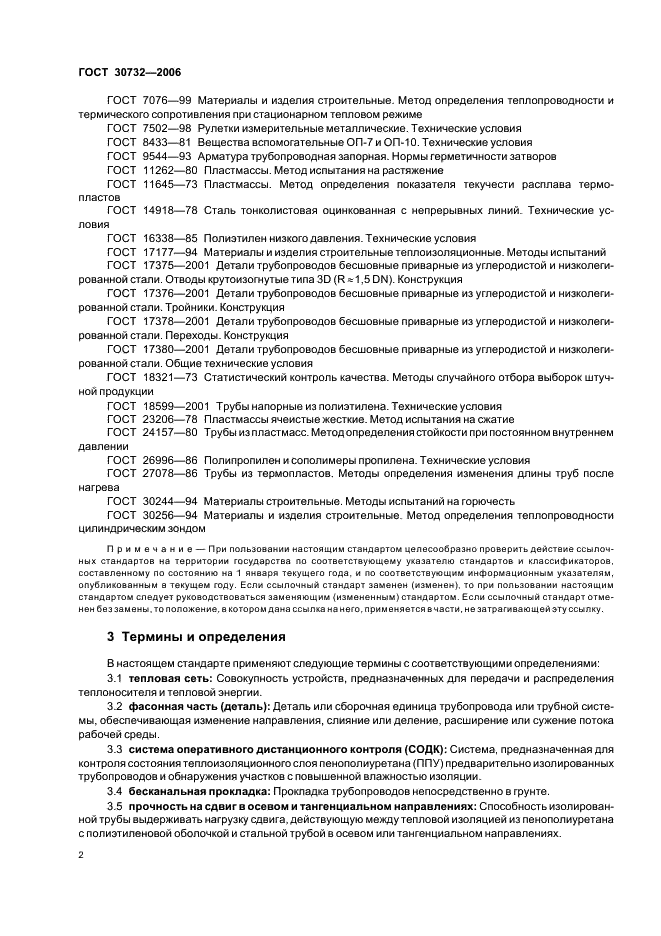 ГОСТ 30732—2006
ГОСТ 7076—99 Материалы и изделия строительные. Метод определения теплопроводности и
термического сопротивления при стационарном тепловом режиме
ГОСТ 7502—98 Рулетки измерительные металлические. Технические условия
ГОСТ 8433—81 Вещества вспомогательные ОП-7 и ОП-10. Технические условия
ГОСТ 9544—93 Арматура трубопроводная запорная. Нормы герметичности затворов
ГОСТ 11262—80 Пластмассы. Метод испытания на растяжение
ГОСТ 11645—73 Пластмассы. Метод определения показателя текучести расплава термо-
пластов
ГОСТ 14918—78 Сталь тонколистовая оцинкованная с непрерывных линий. Технические ус-
ловия
ГОСТ 16338—85 Полиэтилен низкого давления. Технические условия
ГОСТ 17177—94 Материалы и изделия строительные теплоизоляционные. Методы испытаний
ГОСТ 17375—2001 Детали трубопроводов бесшовные приварные из углеродистой и низколеги-
рованной стали. Отводы крутоизогнутые типа 3D (R ≈ 1,5 DN). Конструкция
ГОСТ 17376—2001 Детали трубопроводов бесшовные приварные из углеродистой и низколеги-
рованной стали. Тройники. Конструкция
ГОСТ 17378—2001 Детали трубопроводов бесшовные приварные из углеродистой и низколеги-
рованной стали. Переходы. Конструкция
ГОСТ 17380—2001 Детали трубопроводов бесшовные приварные из углеродистой и низколеги-
рованной стали. Общие технические условия
ГОСТ 18321—73 Статистический контроль качества. Методы случайного отбора выборок штуч-
ной продукции
ГОСТ 18599—2001 Трубы напорные из полиэтилена. Технические условия
ГОСТ 23206—78 Пластмассы ячеистые жесткие. Метод испытания на сжатие
ГОСТ 24157—80 Трубы из пластмасс. Метод определения стойкости при постоянном внутреннем
давлении
ГОСТ 26996—86 Полипропилен и сополимеры пропилена. Технические условия
ГОСТ 27078—86 Трубы из термопластов. Методы определения изменения длины труб после
нагрева
ГОСТ 30244—94 Материалы строительные. Методы испытаний на горючесть
ГОСТ 30256—94 Материалы и изделия строительные. Метод определения теплопроводности
цилиндрическим зондом
Примечание — При пользовании настоящим стандартом целесообразно проверить действие ссылоч-
ных стандартов на территории государства по соответствующему указателю стандартов и классификаторов,
составленному по состоянию на 1 января текущего года, и по соответствующим информационным указателям,
опубликованным в текущем году. Если ссылочный стандарт заменен (изменен), то при пользовании настоящим
стандартом следует руководствоваться заменяющим (измененным) стандартом. Если ссылочный стандарт отме-
нен без замены, то положение, в котором дана ссылка на него, применяется в части, не затрагивающей эту ссылку.
3 Термины и определения
В настоящем стандарте применяют следующие термины с соответствующими определениями:
3.1 тепловая сеть: Совокупность устройств, предназначенных для передачи и распределения
теплоносителя и тепловой энергии.
3.2 фасонная часть (деталь): Деталь или сборочная единица трубопровода или трубной систе-
мы, обеспечивающая изменение направления, слияние или деление, расширение или сужение потока
рабочей среды.
3.3 система оперативного дистанционного контроля (СОДК): Система, предназначенная для
контроля состояния теплоизоляционного слоя пенополиуретана (ППУ) предварительно изолированных
трубопроводов и обнаружения участков с повышенной влажностью изоляции.
3.4 бесканальная прокладка: Прокладка трубопроводов непосредственно в грунте.
3.5 прочность на сдвиг в осевом и тангенциальном направлениях: Способность изолирован-
ной трубы выдерживать нагрузку сдвига, действующую между тепловой изоляцией из пенополиуретана
с полиэтиленовой оболочкой и стальной трубой в осевом или тангенциальном направлениях.
2